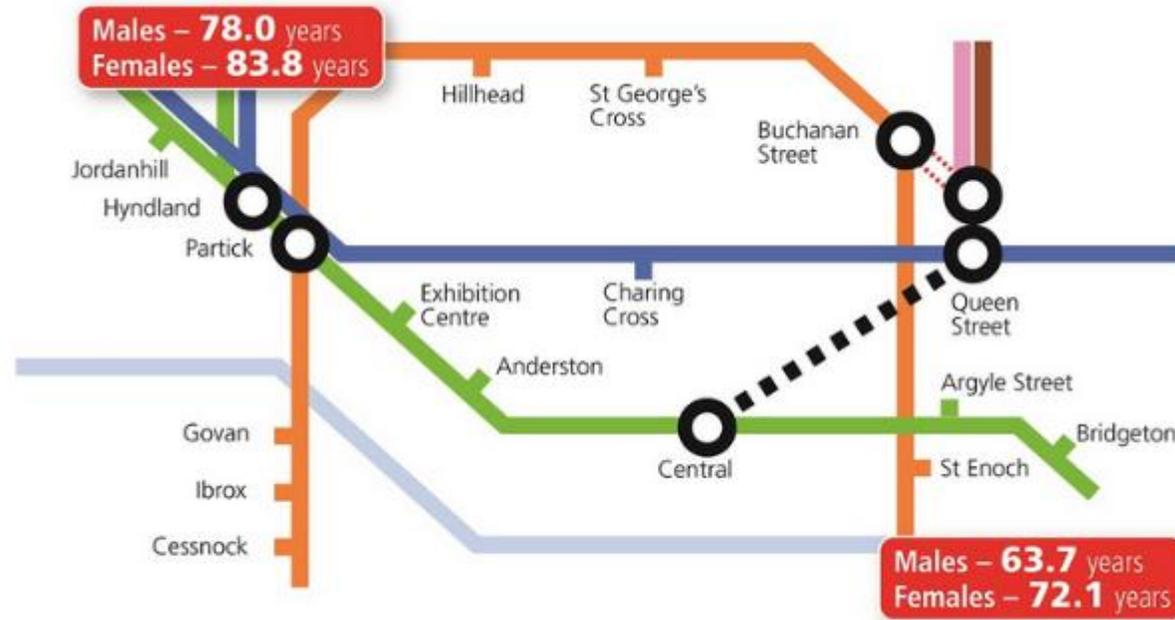 Males – 78.0 years
Females – 83.8 years
Hillhead
St George's
Cross
Buchanan
Street
Jordanhill
Hyndland
Partick
Exhibition
Centre
Charing
Cross
Queen
Street
Anderston
Argyle Street
Govan
Bridgeton
Central
St Enoch
Ibrox
Cessnock
Males – 63.7 years
Females – 72.1 years